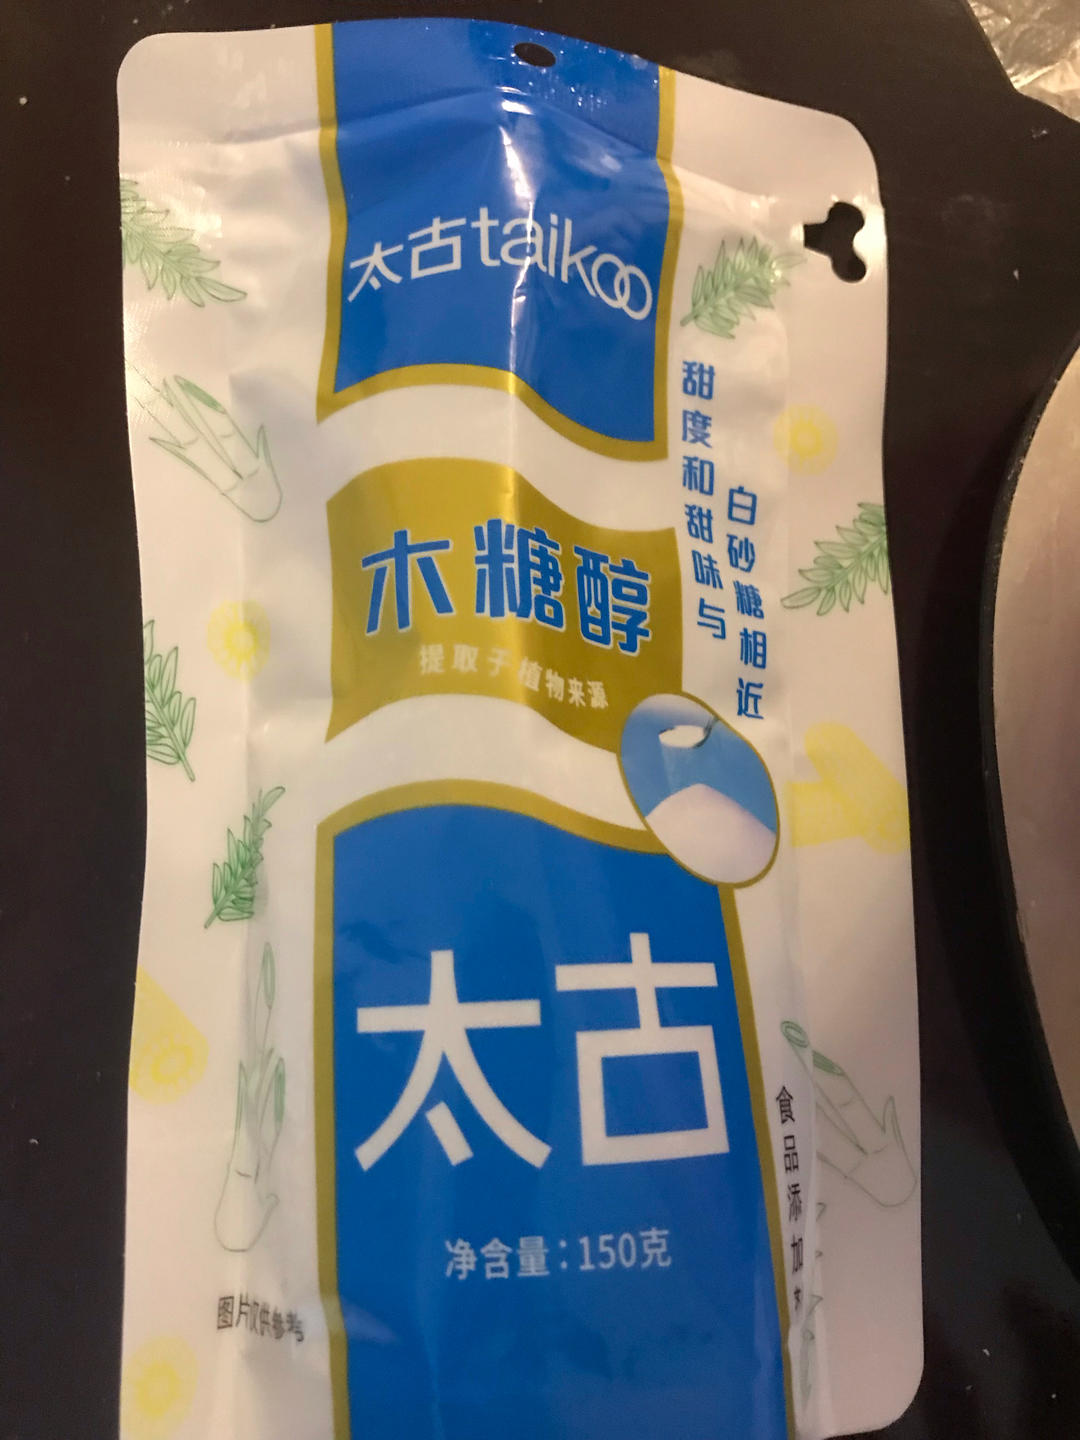 太古taikoo
甜度和甜味与
白砂糖相近
木糖醇
提取于植物来源
太古
净含量：150克
食品添加
图片仅供参考